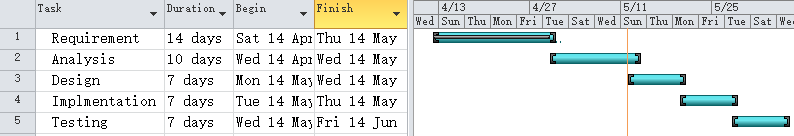 Task Duration Begin Finish
4/13 4/27 5/11 5/25
Wed Sun Thu Mon Fri Tue Sat Wed Sun Thu Mon Fri Tue Sat Wed
1 Requirement 14 days Sat 14 Apr Thu 14 May
2 Analysis 10 days Wed 14 Apr Wed 14 May
3 Design 7 days Mon 14 May Wed 14 May
4 Implmentation 7 days Tue 14 May Thu 14 May
5 Testing 7 days Wed 14 May Fri 14 Jun